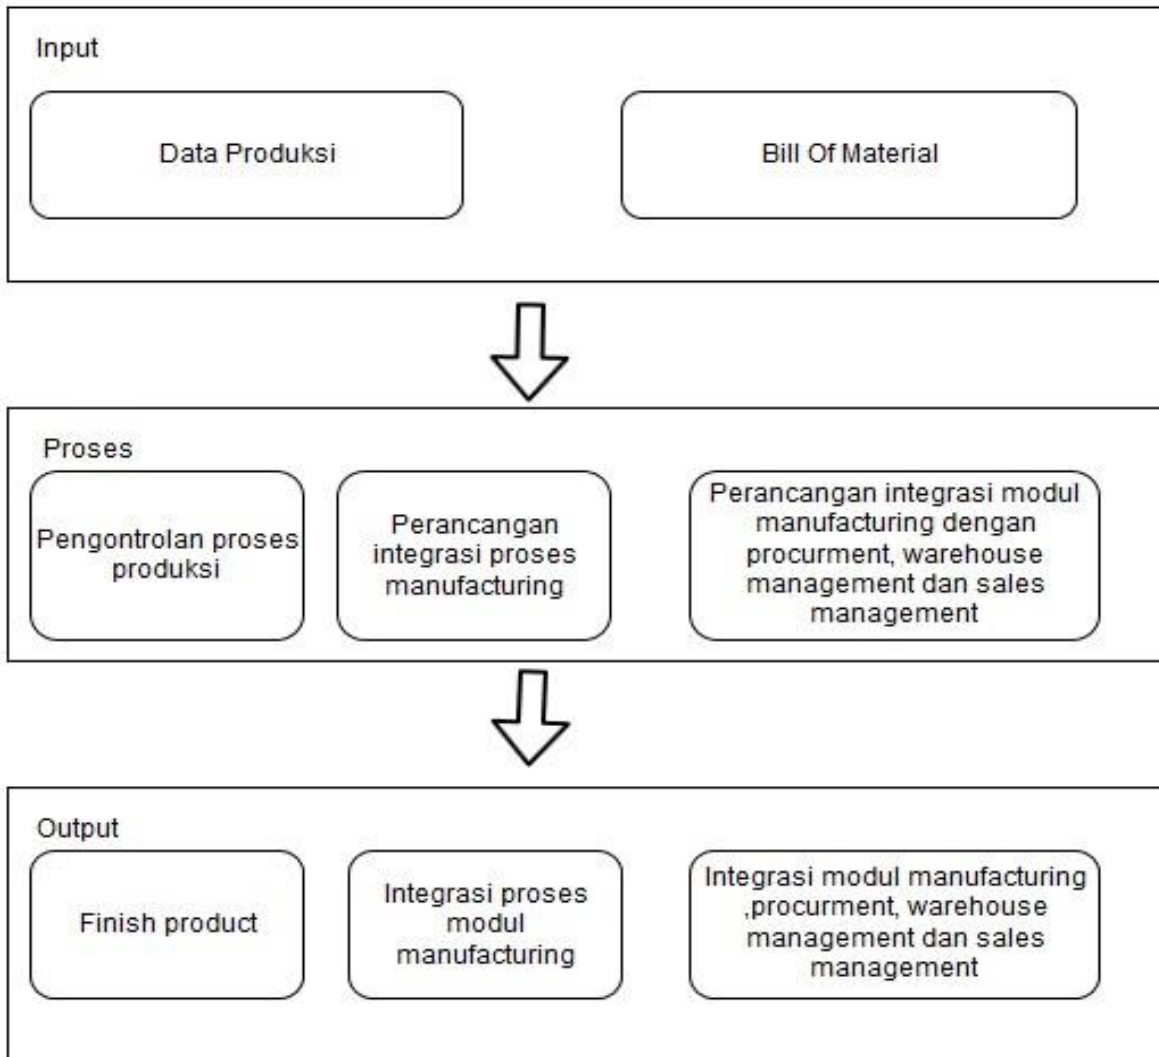 Input
Data Produksi
Bill Of Material
Proses
Pengontrolan proses
produksi
Perancangan
integrasi proses
manufacturing
Perancangan integrasi modul
manufacturing dengan
procurment, warehouse
management dan sales
management
Output
Finish product
Integrasi proses
modul
manufacturing
Integrasi modul manufacturing
,procurment, warehouse
management dan sales
management